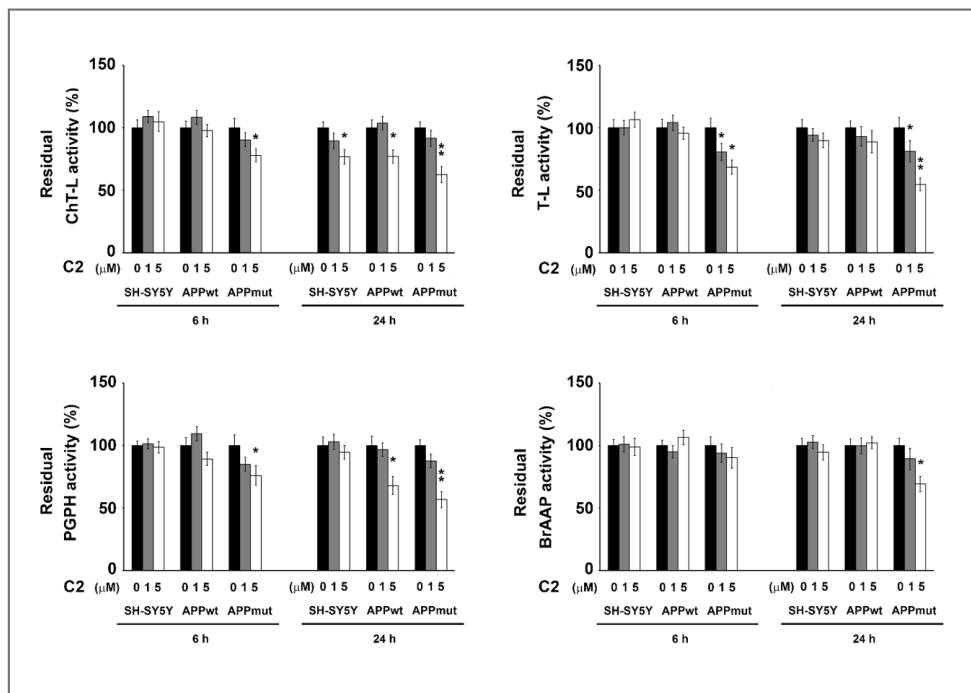 150
100
50
0
Residual
ChT-L activity (%)
*
*
*
**
C2 (µM) 0 1 5 0 1 5 0 1 5 (µM) 0 1 5 0 1 5 0 1 5
SH-SY5Y APPwt APPmut SH-SY5Y APPwt APPmut
6 h 24 h
150
100
50
0
Residual
T-L activity (%)
*
*
*
**
C2 (µM) 0 1 5 0 1 5 0 1 5 (µM) 0 1 5 0 1 5 0 1 5
SH-SY5Y APPwt APPmut SH-SY5Y APPwt APPmut
6 h 24 h
150
100
50
0
Residual
PGPH activity (%)
*
*
**
C2 (µM) 0 1 5 0 1 5 0 1 5 (µM) 0 1 5 0 1 5 0 1 5
SH-SY5Y APPwt APPmut SH-SY5Y APPwt APPmut
6 h 24 h
150
100
50
0
Residual
BrAAP activity (%)
*
C2 (µM) 0 1 5 0 1 5 0 1 5 (µM) 0 1 5 0 1 5 0 1 5
SH-SY5Y APPwt APPmut SH-SY5Y APPwt APPmut
6 h 24 h